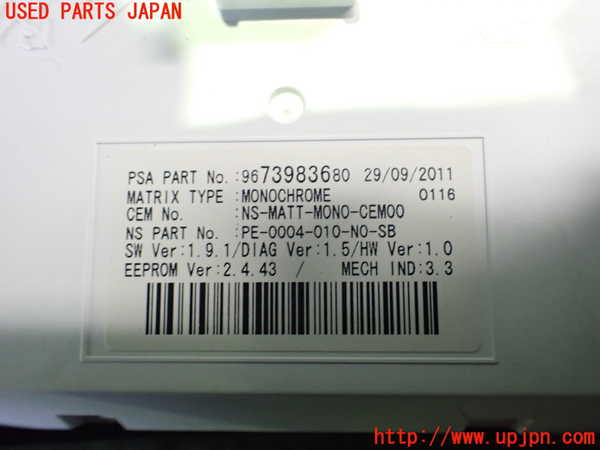 USED PARTS JAPAN
PSA PART No.:9673983680 29/09/2011
MATRIX TYPE :MONOCHROME 0116
CEM No. :NS-MATT-MONO-CEM00
NS PART No. :PE-0004-010-NO-SB
SW Ver:1.9.1/DIAG Ver:1.5/HW Ver:1.0
EEPROM Ver:2.4.43 / MECH IND:3.3
http://www.upjpn.com/